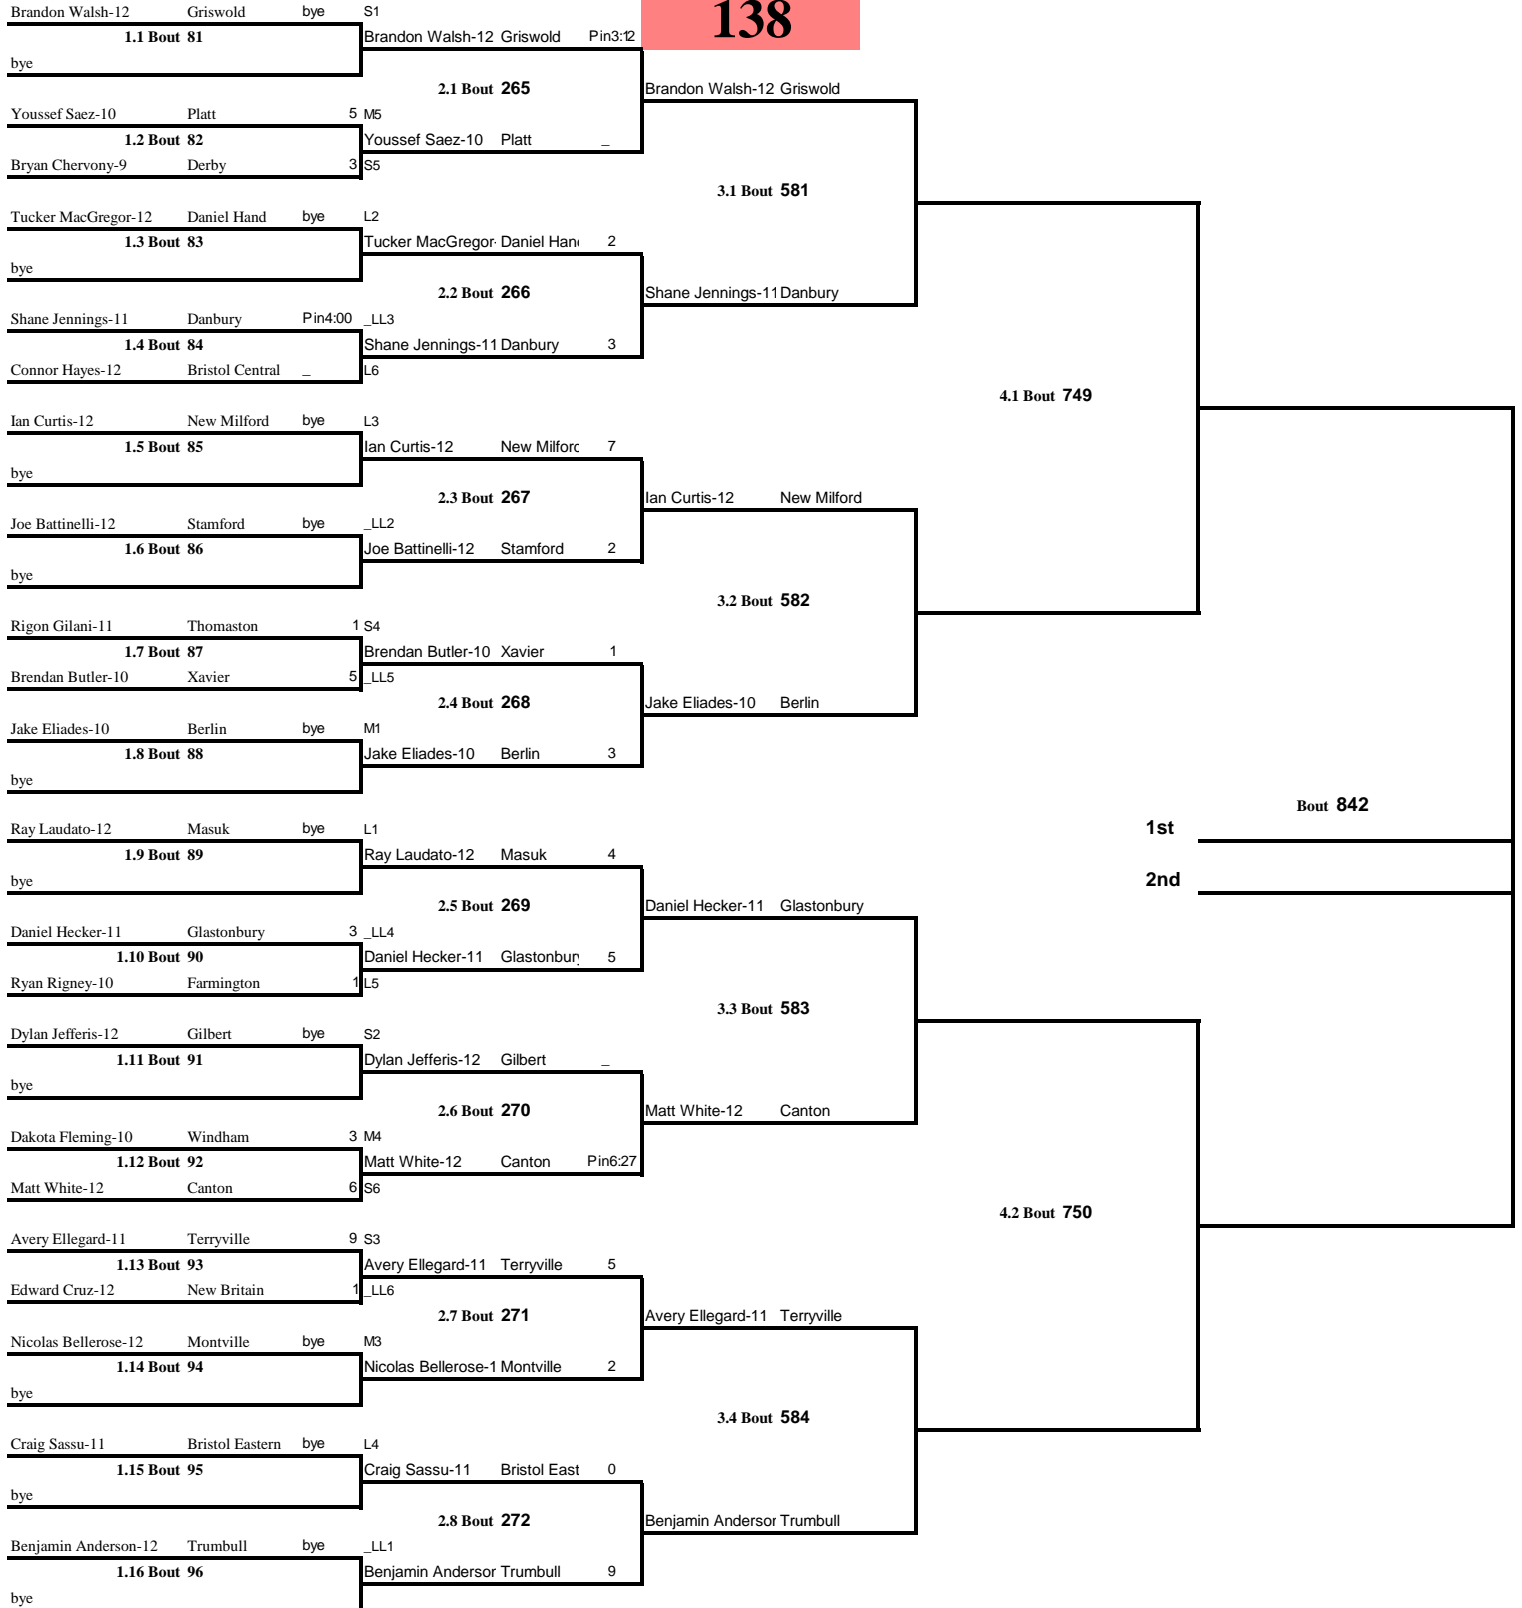 138
Brandon Walsh-12 Griswold bye S1
1.1 Bout 81 Brandon Walsh-12 Griswold Pin3:12
bye
2.1 Bout 265 Brandon Walsh-12 Griswold
Youssef Saez-10 Platt 5 M5
1.2 Bout 82 Youssef Saez-10 Platt _
Bryan Chervony-9 Derby 3 S5
3.1 Bout 581
Tucker MacGregor-12 Daniel Hand bye L2
1.3 Bout 83 Tucker MacGregor- Daniel Han 2
bye
2.2 Bout 266 Shane Jennings-11 Danbury
Shane Jennings-11 Danbury Pin4:00 _LL3
1.4 Bout 84 Shane Jennings-11 Danbury 3
Connor Hayes-12 Bristol Central _ L6
4.1 Bout 749
Ian Curtis-12 New Milford bye L3
1.5 Bout 85 Ian Curtis-12 New Milford 7
bye
2.3 Bout 267 Ian Curtis-12 New Milford
Joe Battinelli-12 Stamford bye _LL2
1.6 Bout 86 Joe Battinelli-12 Stamford 2
bye
3.2 Bout 582
Rigon Gilani-11 Thomaston 1 S4
1.7 Bout 87 Brendan Butler-10 Xavier 1
Brendan Butler-10 Xavier 5 _LL5
2.4 Bout 268 Jake Eliades-10 Berlin
Jake Eliades-10 Berlin bye M1
1.8 Bout 88 Jake Eliades-10 Berlin 3
bye
Bout 842
Ray Laudato-12 Masuk bye L1 1st
1.9 Bout 89 Ray Laudato-12 Masuk 4
bye 2nd
2.5 Bout 269 Daniel Hecker-11 Glastonbury
Daniel Hecker-11 Glastonbury 3 _LL4
1.10 Bout 90 Daniel Hecker-11 Glastonbury 5
Ryan Rigney-10 Farmington 1 L5
3.3 Bout 583
Dylan Jefferis-12 Gilbert bye S2
1.11 Bout 91 Dylan Jefferis-12 Gilbert _
bye
2.6 Bout 270 Matt White-12 Canton
Dakota Fleming-10 Windham 3 M4
1.12 Bout 92 Matt White-12 Canton Pin6:27
Matt White-12 Canton 6 S6
4.2 Bout 750
Avery Ellegard-11 Terryville 9 S3
1.13 Bout 93 Avery Ellegard-11 Terryville 5
Edward Cruz-12 New Britain 1 _LL6
2.7 Bout 271 Avery Ellegard-11 Terryville
Nicolas Bellerose-12 Montville bye M3
1.14 Bout 94 Nicolas Bellerose-1 Montville 2
bye
3.4 Bout 584
Craig Sassu-11 Bristol Eastern bye L4
1.15 Bout 95 Craig Sassu-11 Bristol East 0
bye
2.8 Bout 272 Benjamin Anderson Trumbull
Benjamin Anderson-12 Trumbull bye _LL1
1.16 Bout 96 Benjamin Anderson Trumbull 9
bye